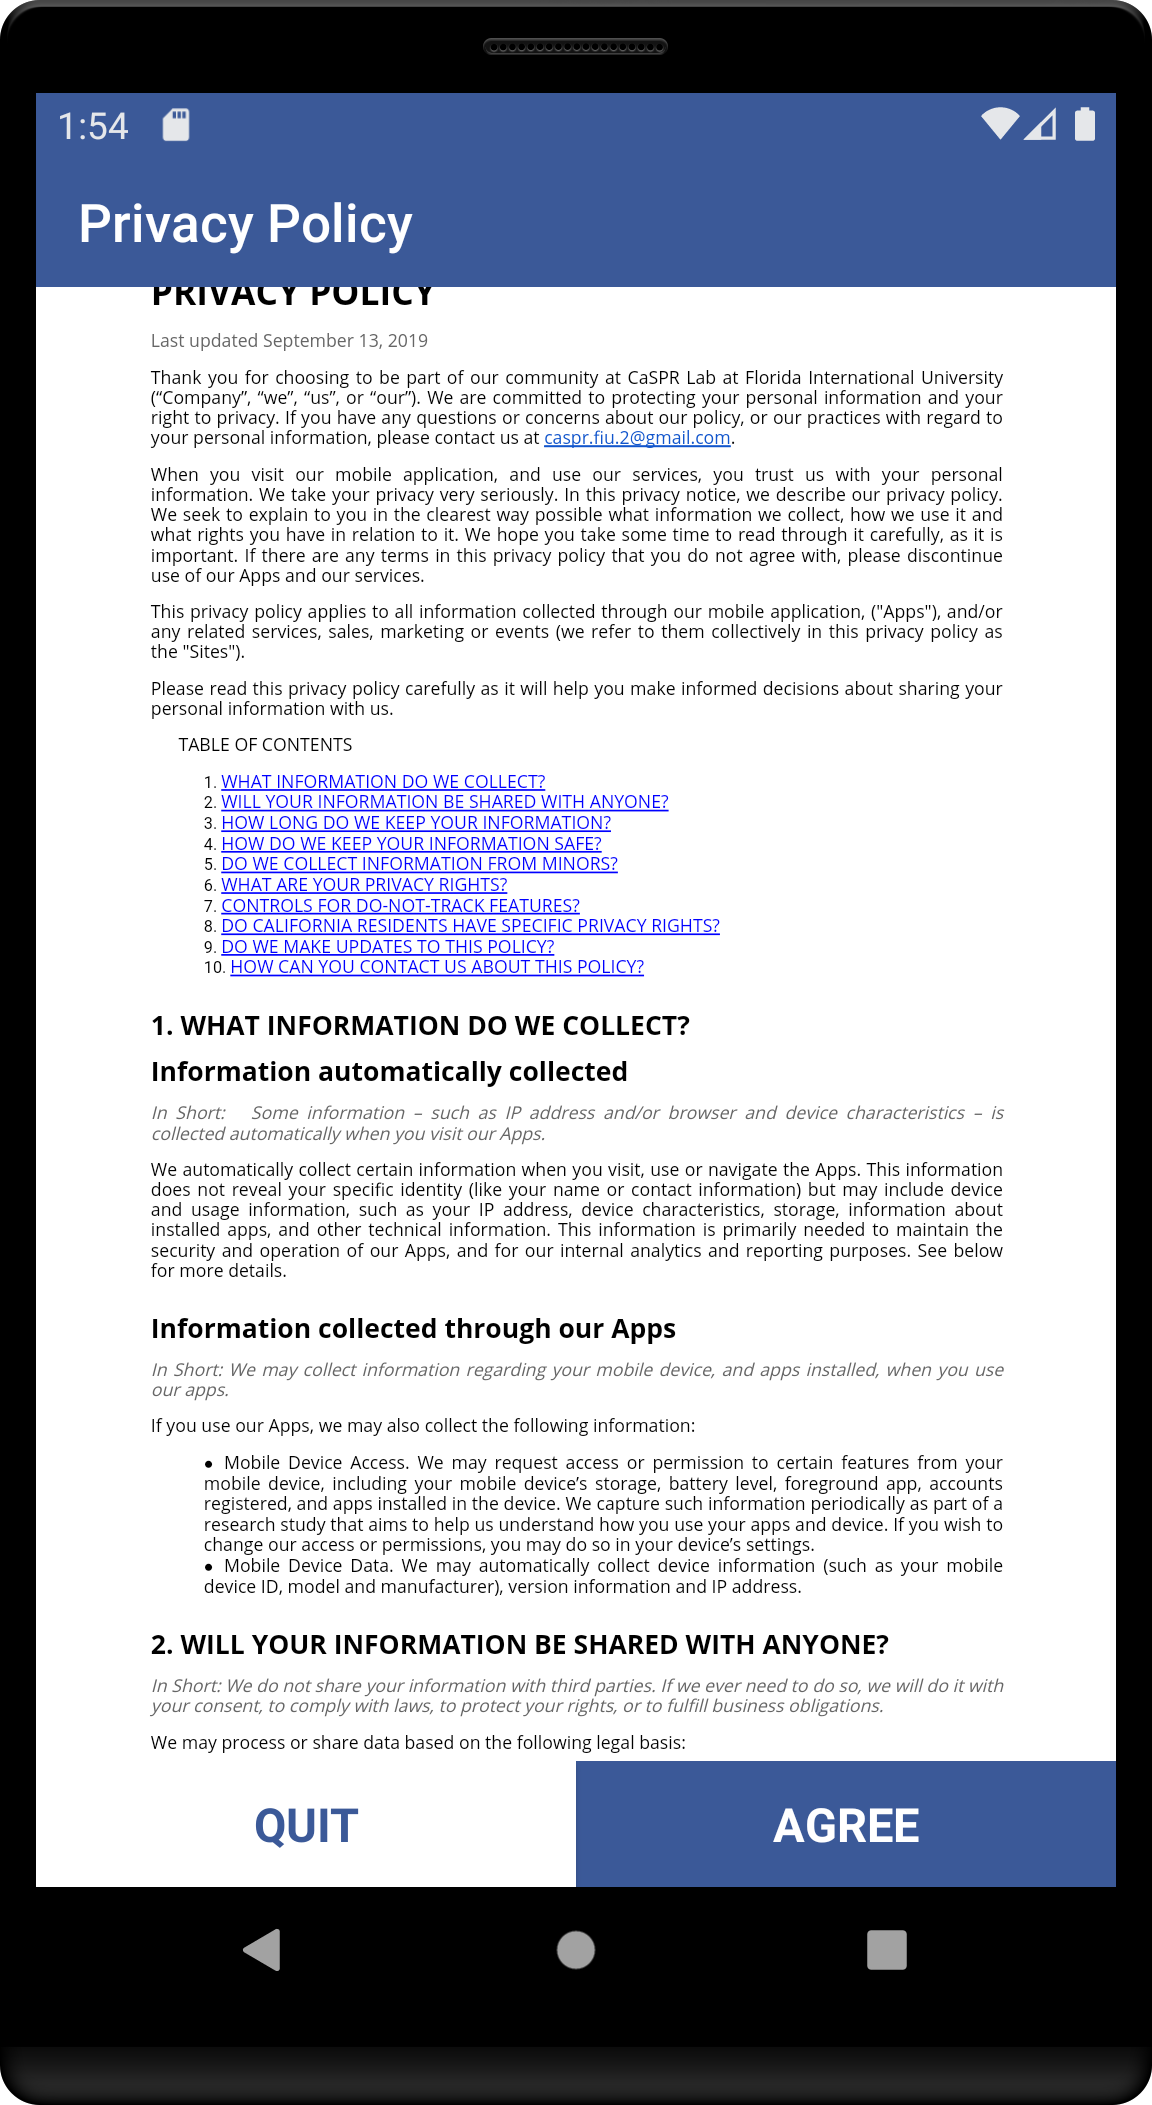 1:54
Privacy Policy
PRIVACY POLICY
Last updated September 13, 2019
Thank you for choosing to be part of our community at CaSPR Lab at Florida International University
(“Company”, “we”, “us”, or “our”). We are committed to protecting your personal information and your
right to privacy. If you have any questions or concerns about our policy, or our practices with regard to
your personal information, please contact us at caspr.fiu.2@gmail.com.
When you visit our mobile application, and use our services, you trust us with your personal
information. We take your privacy very seriously. In this privacy notice, we describe our privacy policy.
We seek to explain to you in the clearest way possible what information we collect, how we use it and
what rights you have in relation to it. We hope you take some time to read through it carefully, as it is
important. If there are any terms in this privacy policy that you do not agree with, please discontinue
use of our Apps and our services.
This privacy policy applies to all information collected through our mobile application, ("Apps"), and/or
any related services, sales, marketing or events (we refer to them collectively in this privacy policy as
the "Sites").
Please read this privacy policy carefully as it will help you make informed decisions about sharing your
personal information with us.
TABLE OF CONTENTS
1. WHAT INFORMATION DO WE COLLECT?
2. WILL YOUR INFORMATION BE SHARED WITH ANYONE?
3. HOW LONG DO WE KEEP YOUR INFORMATION?
4. HOW DO WE KEEP YOUR INFORMATION SAFE?
5. DO WE COLLECT INFORMATION FROM MINORS?
6. WHAT ARE YOUR PRIVACY RIGHTS?
7. CONTROLS FOR DO-NOT-TRACK FEATURES?
8. DO CALIFORNIA RESIDENTS HAVE SPECIFIC PRIVACY RIGHTS?
9. DO WE MAKE UPDATES TO THIS POLICY?
10. HOW CAN YOU CONTACT US ABOUT THIS POLICY?
1. WHAT INFORMATION DO WE COLLECT?
Information automatically collected
In Short: Some information – such as IP address and/or browser and device characteristics – is
collected automatically when you visit our Apps.
We automatically collect certain information when you visit, use or navigate the Apps. This information
does not reveal your specific identity (like your name or contact information) but may include device
and usage information, such as your IP address, device characteristics, storage, information about
installed apps, and other technical information. This information is primarily needed to maintain the
security and operation of our Apps, and for our internal analytics and reporting purposes. See below
for more details.
Information collected through our Apps
In Short: We may collect information regarding your mobile device, and apps installed, when you use
our apps.
If you use our Apps, we may also collect the following information:
● Mobile Device Access. We may request access or permission to certain features from your
mobile device, including your mobile device’s storage, battery level, foreground app, accounts
registered, and apps installed in the device. We capture such information periodically as part of a
research study that aims to help us understand how you use your apps and device. If you wish to
change our access or permissions, you may do so in your device’s settings.
● Mobile Device Data. We may automatically collect device information (such as your mobile
device ID, model and manufacturer), version information and IP address.
2. WILL YOUR INFORMATION BE SHARED WITH ANYONE?
In Short: We do not share your information with third parties. If we ever need to do so, we will do it with
your consent, to comply with laws, to protect your rights, or to fulfill business obligations.
We may process or share data based on the following legal basis:
QUIT
AGREE